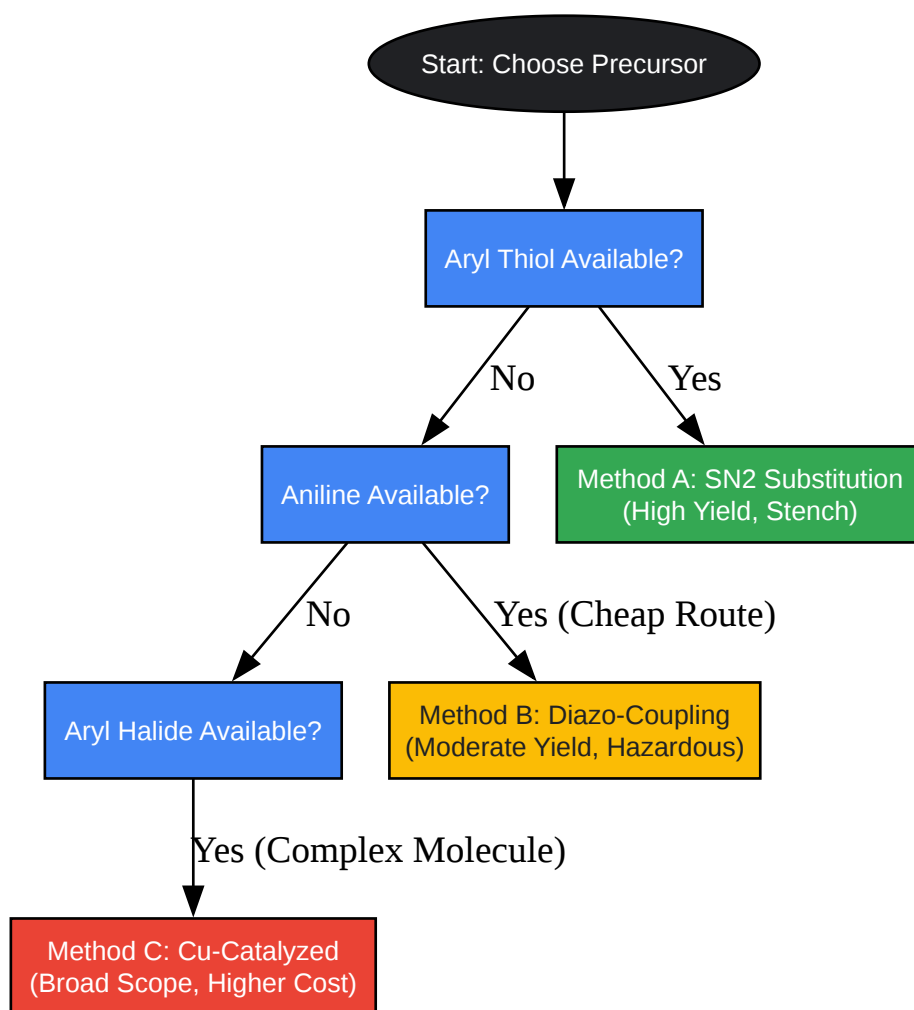 Start: Choose Precursor
Aryl Thiol Available?
No
Yes
Aniline Available?
Method A: SN2 Substitution
(High Yield, Stench)
No
Yes (Cheap Route)
Aryl Halide Available?
Method B: Diazo-Coupling
(Moderate Yield, Hazardous)
Yes (Complex Molecule)
Method C: Cu-Catalyzed
(Broad Scope, Higher Cost)